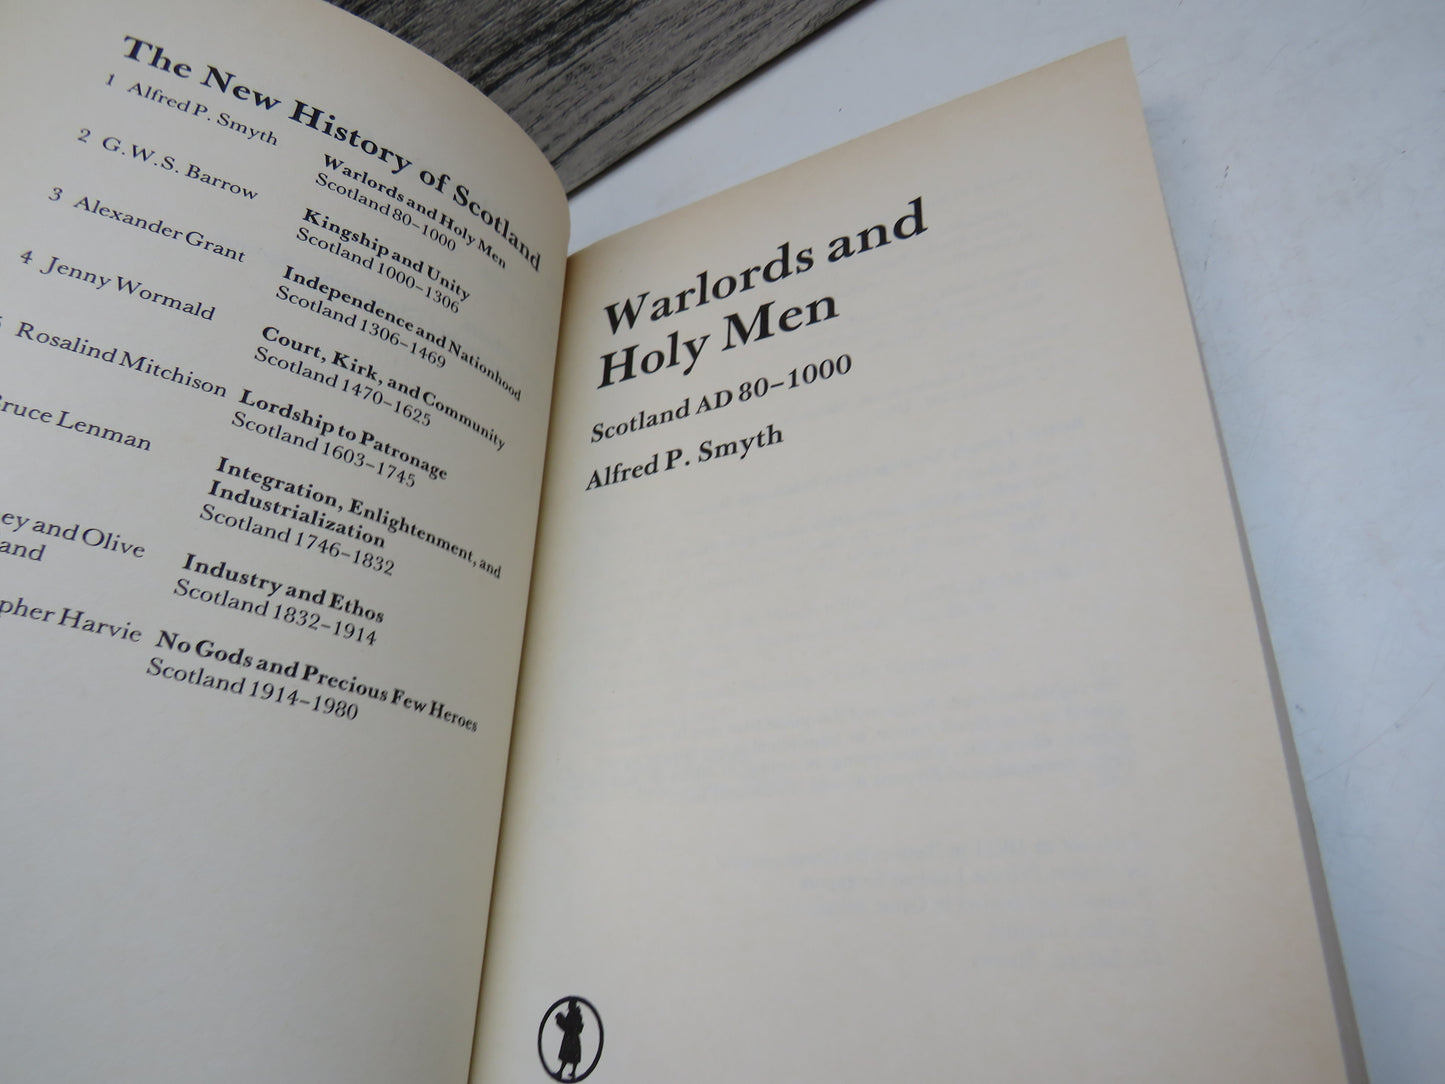 The New History of Scotland
1 Alfred P. Smyth
Warlords and Holy Men
Scotland 80–1000
2 G.W.S. Barrow
Kingship and Unity
Scotland 1000–1306
3 Alexander Grant
Independence and Nationhood
Scotland 1306–1469
4 Jenny Wormald
Court, Kirk, and Community
Scotland 1470–1625
Rosalind Mitchison
Lordship to Patronage
Scotland 1603–1745
Lenman
Integration, Enlightenment, and
Industrialization
Scotland 1746–1832
and Olive
Industry and Ethos
Scotland 1832–1914
Harvie
No Gods and Precious Few Heroes
Scotland 1914–1980
Warlords and
Holy Men
Scotland AD 80–1000
Alfred P. Smyth